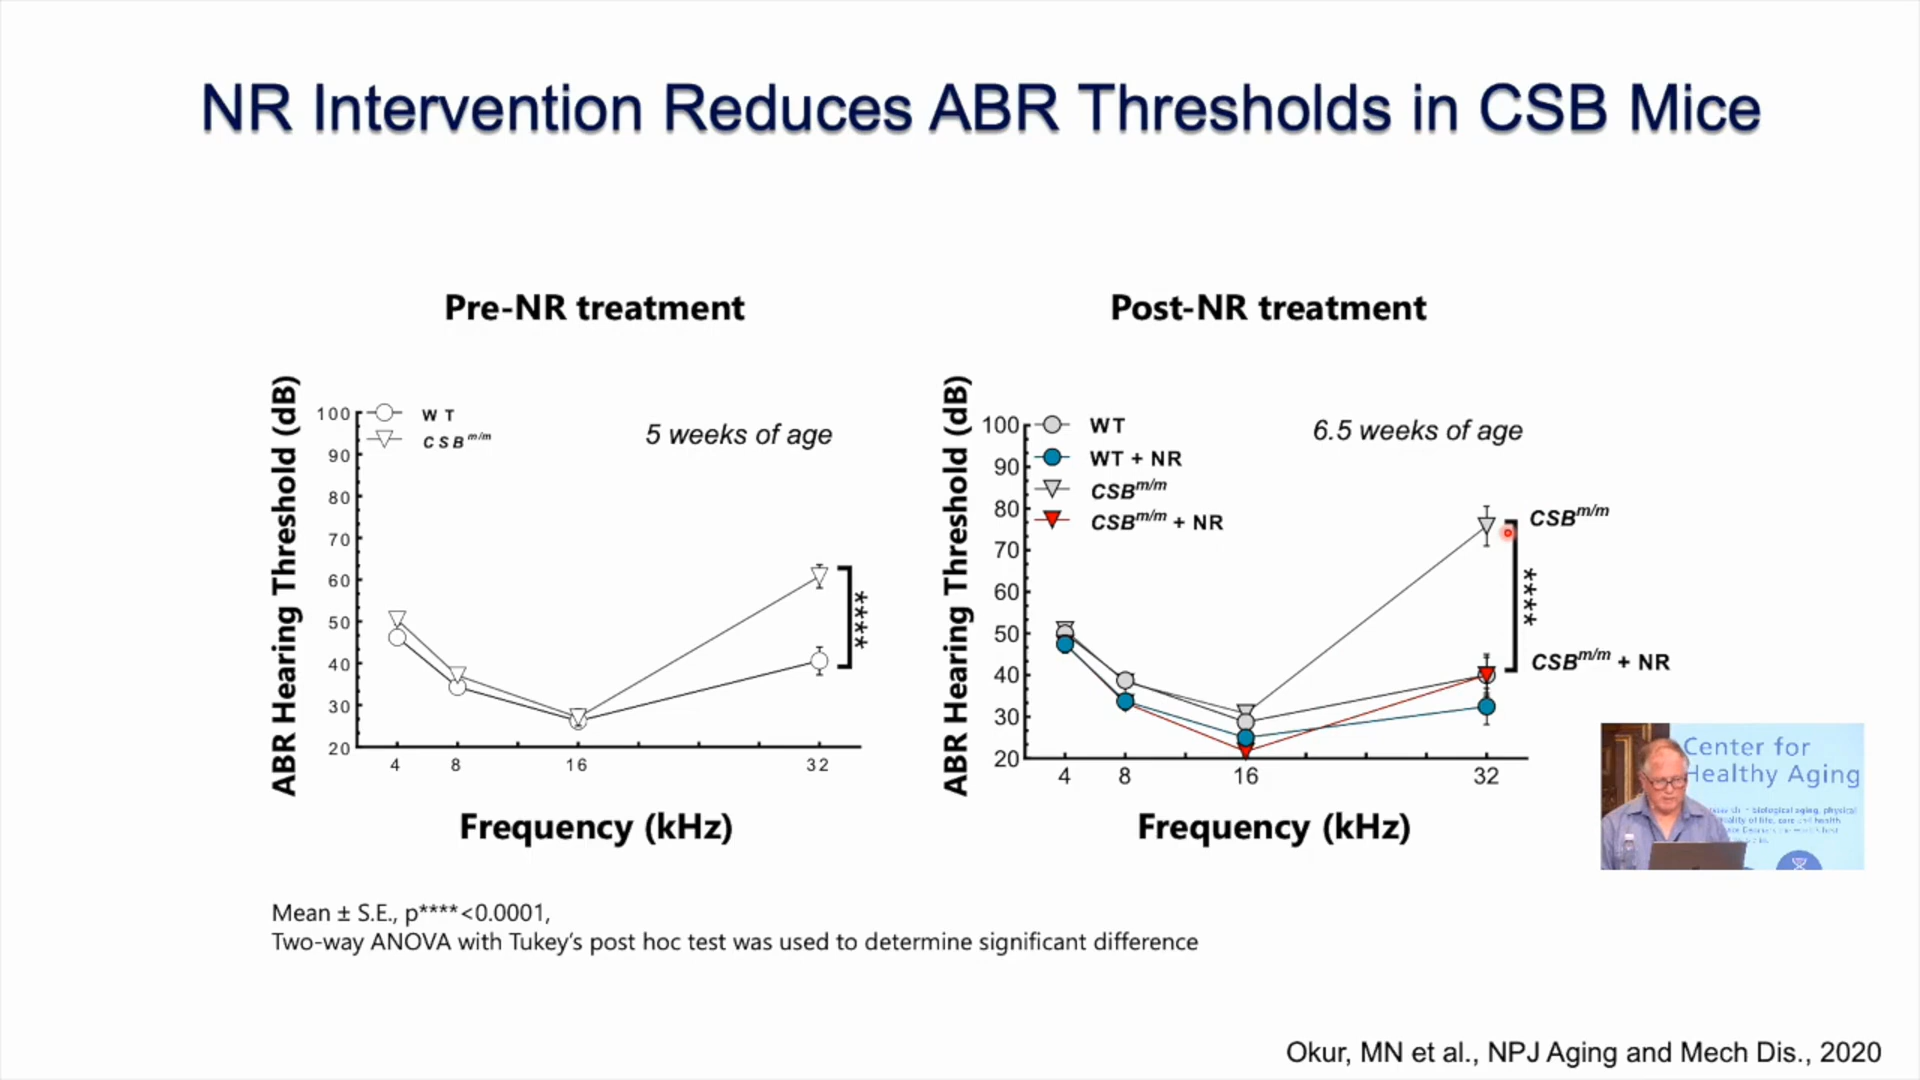 NR Intervention Reduces ABR Thresholds in CSB Mice
Pre-NR treatment
ABR Hearing Threshold (dB)
100
90
80
70
60
50
40
30
20
WT
CSB m/m
5 weeks of age
****
4 8 16 32
Frequency (kHz)
Post-NR treatment
ABR Hearing Threshold (dB)
100
90
80
70
60
50
40
30
20
WT
WT + NR
CSB m/m
CSB m/m + NR
6.5 weeks of age
CSB m/m
****
CSB m/m + NR
4 8 16 32
Frequency (kHz)
Center for
Healthy Aging
biological aging, physical
Mean ± S.E., p****<0.0001,
Two-way ANOVA with Tukey's post hoc test was used to determine significant difference
Okur, MN et al., NPJ Aging and Mech Dis., 2020